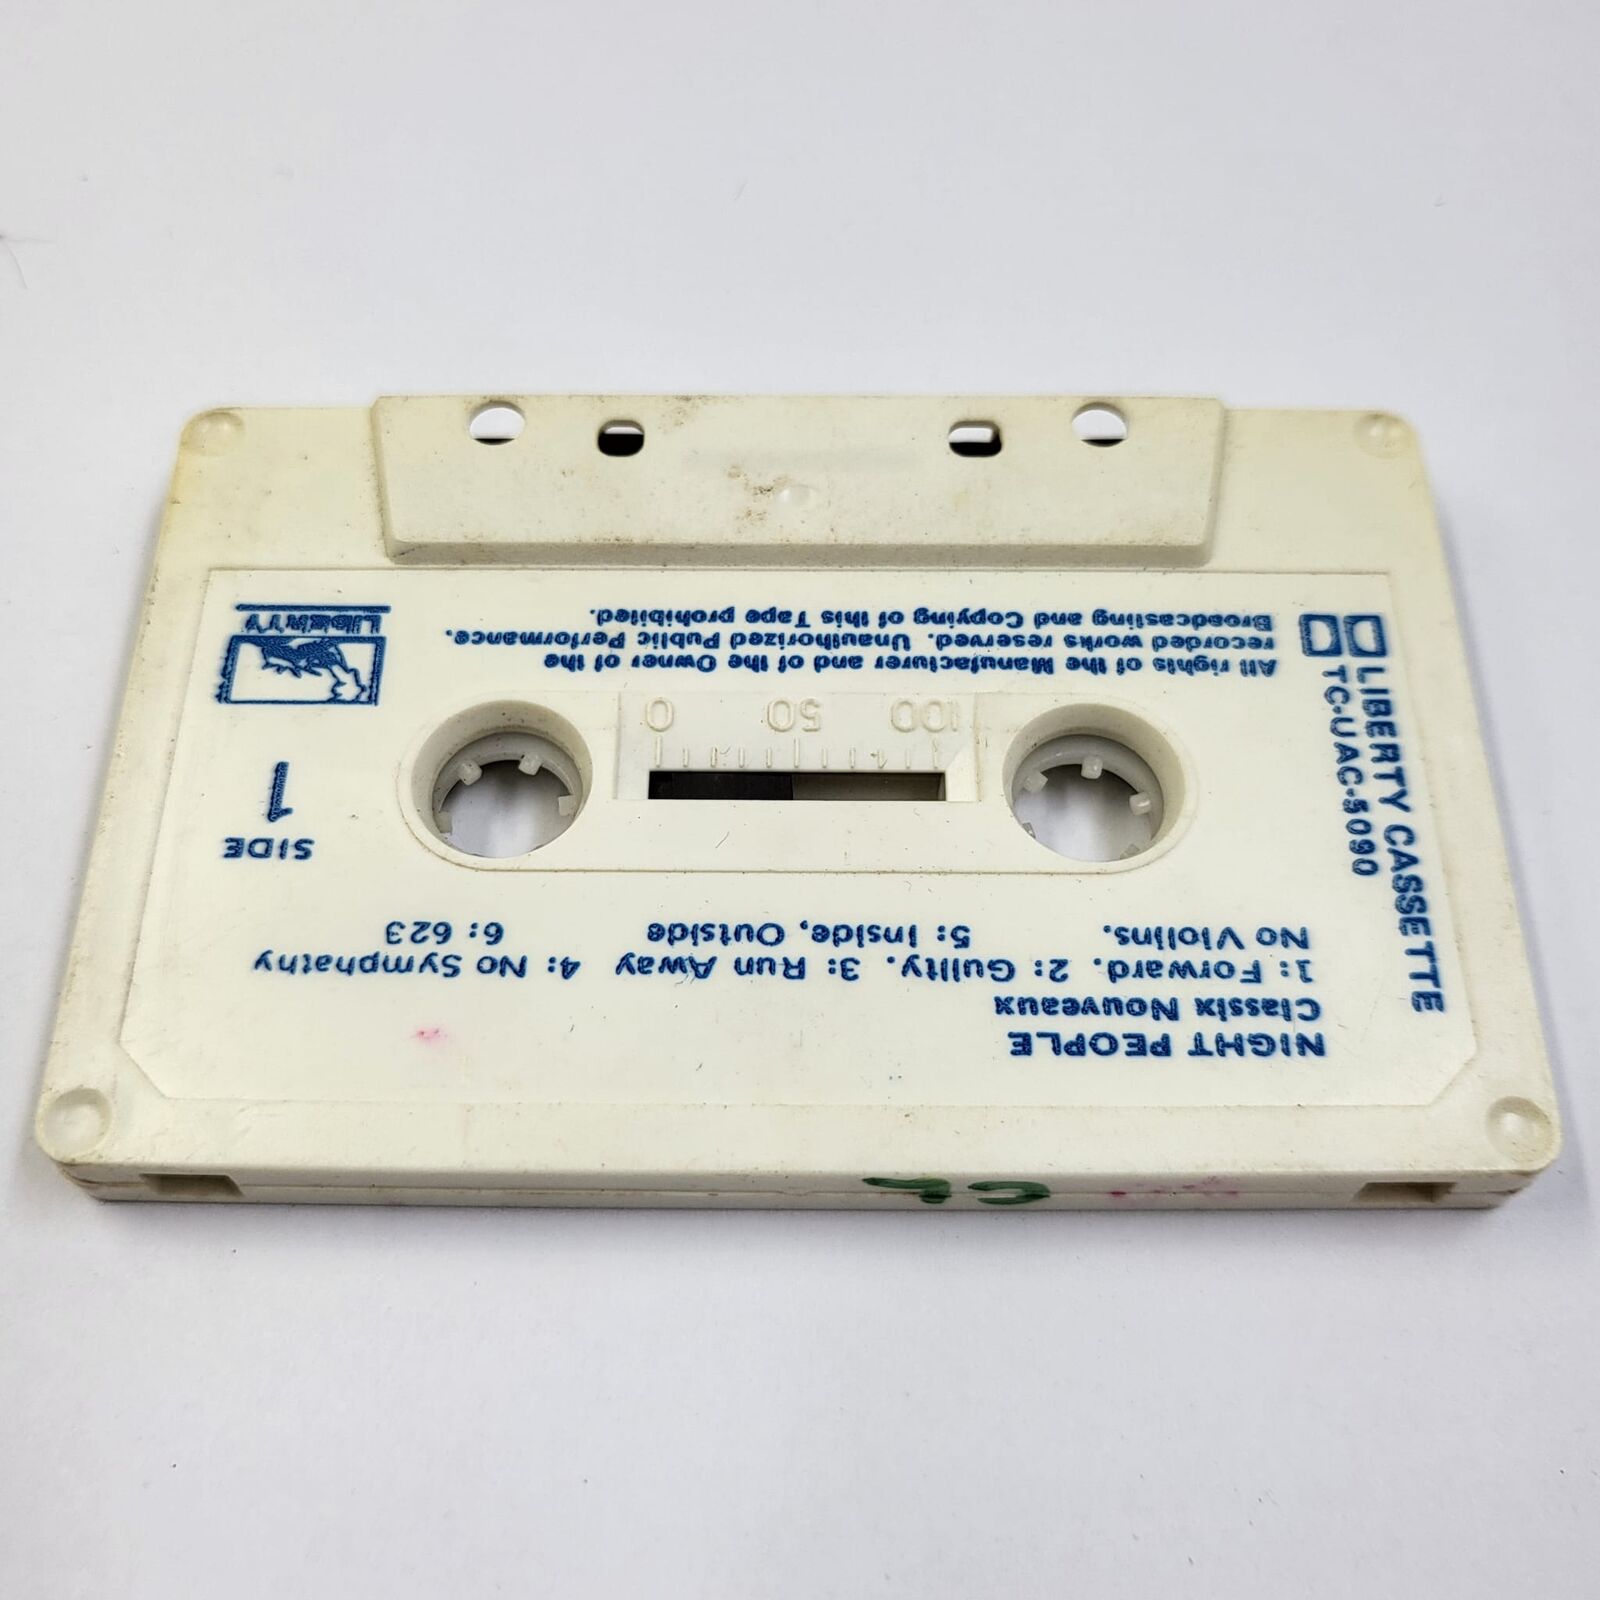 NIGHT PEOPLE
Classix Nouveaux
1: Forward. 2: Guilty. 3: Run Away 4: No Symphathy
No Violins. 5: Inside, Outside 6: 623
SIDE
1
100 50 0
All rights of the Manufacturer and of the Owner of the
recorded works reserved. Unauthorized Public Performance.
Broadcasting and Copying of this Tape prohibited.
LIBERTY
LIBERTY CASSETTE
TC-UAC-5090